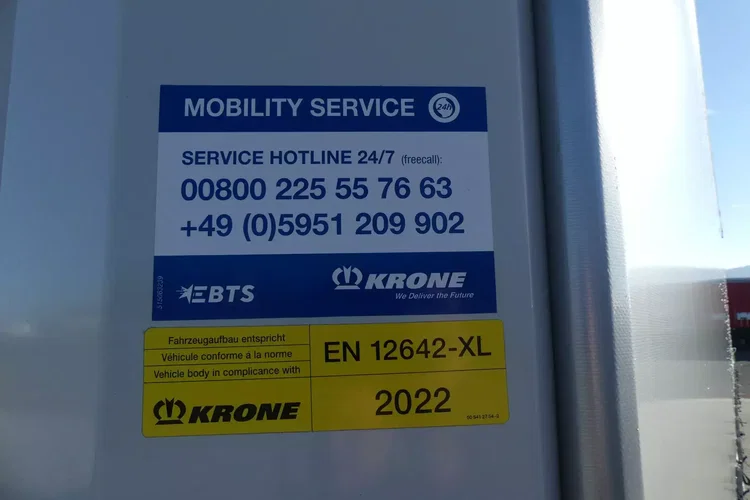 MOBILITY SERVICE 24h
SERVICE HOTLINE 24/7 (freecall):
00800 225 55 76 63
+49 (0)5951 209 902
EBTS
KRONE
We Deliver the Future
Fahrzeugaufbau entspricht
Véhicule conforme á la norme
Vehicle body in complicance with
EN 12642-XL
KRONE
2022